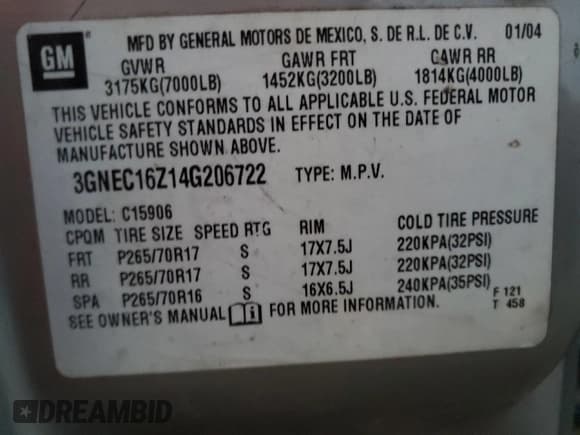 GM ® MFD BY GENERAL MOTORS DE MEXICO, S. DE R.L. DE C.V. 01/04
GVWR GAWR FRT GAWR RR
3175KG(7000LB) 1452KG(3200LB) 1814KG(4000LB)
THIS VEHICLE CONFORMS TO ALL APPLICABLE U.S. FEDERAL MOTOR
VEHICLE SAFETY STANDARDS IN EFFECT ON THE DATE OF
MANUFACTURE SHOWN ABOVE.
3GNEC16Z14G206722 TYPE: M.P.V.
MODEL: C15906
CPQM TIRE SIZE SPEED RTG RIM COLD TIRE PRESSURE
FRT P265/70R17 S 17X7.5J 220KPA(32PSI)
RR P265/70R17 S 17X7.5J 220KPA(32PSI)
SPA P265/70R16 S 16X6.5J 240KPA(35PSI) F 121
SEE OWNER'S MANUAL i FOR MORE INFORMATION. T 458
DREAMBID